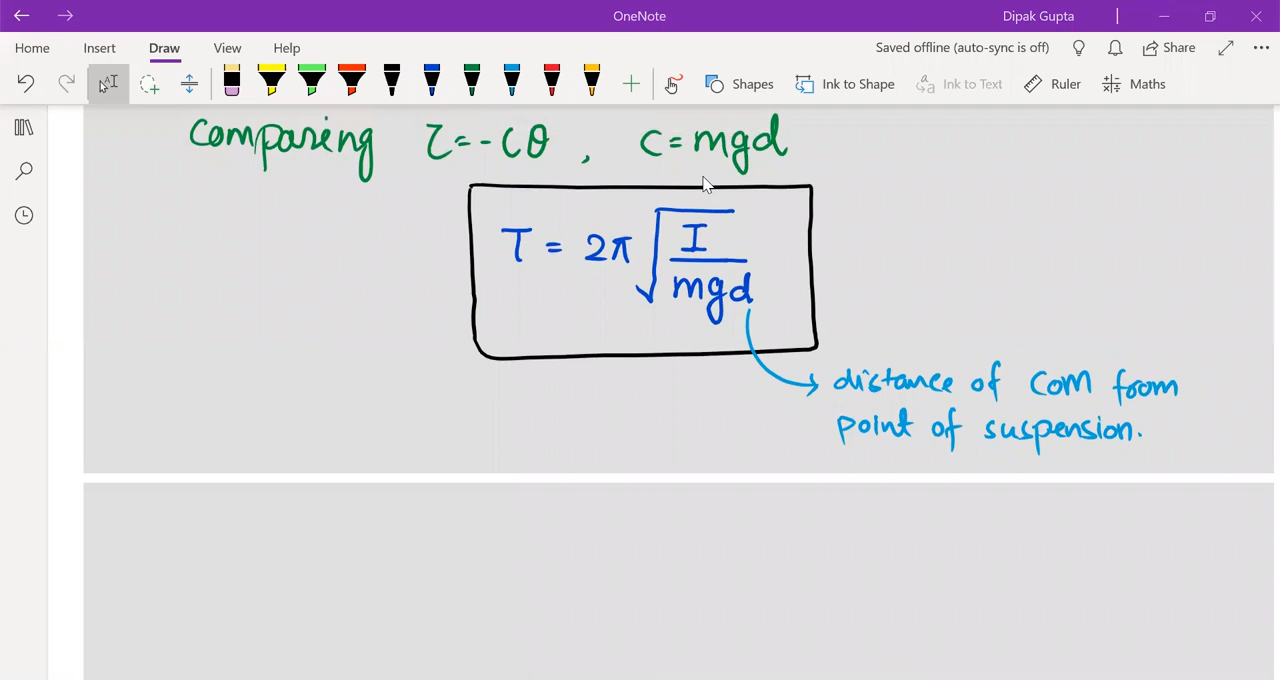 OneNote
Dipak Gupta
Home Insert Draw View Help
Saved offline (auto-sync is off)
Share
Shapes
Ink to Shape
Ink to Text
Ruler
Maths
Comparing τ = - Cθ , C = mgd
T = 2π √(I / mgd)
distance of COM from
point of suspension.